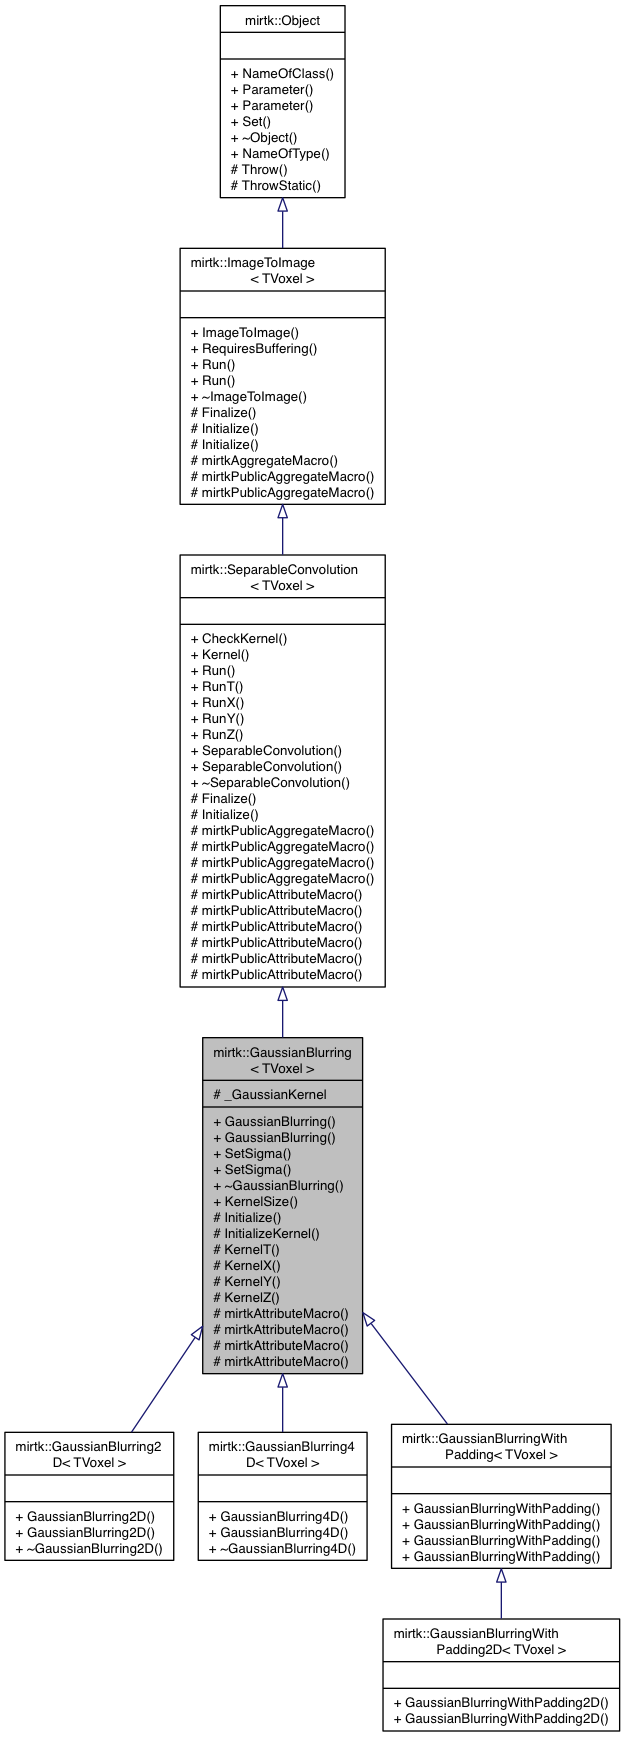 mirtk::Object
+ NameOfClass()
+ Parameter()
+ Parameter()
+ Set()
+ ~Object()
+ NameOfType()
# Throw()
# ThrowStatic()
mirtk::ImageToImage
< TVoxel >
+ ImageToImage()
+ RequiresBuffering()
+ Run()
+ Run()
+ ~ImageToImage()
# Finalize()
# Initialize()
# Initialize()
# mirtkAggregateMacro()
# mirtkPublicAggregateMacro()
# mirtkPublicAggregateMacro()
mirtk::SeparableConvolution
< TVoxel >
+ CheckKernel()
+ Kernel()
+ Run()
+ RunT()
+ RunX()
+ RunY()
+ RunZ()
+ SeparableConvolution()
+ SeparableConvolution()
+ ~SeparableConvolution()
# Finalize()
# Initialize()
# mirtkPublicAggregateMacro()
# mirtkPublicAggregateMacro()
# mirtkPublicAggregateMacro()
# mirtkPublicAggregateMacro()
# mirtkPublicAttributeMacro()
# mirtkPublicAttributeMacro()
# mirtkPublicAttributeMacro()
# mirtkPublicAttributeMacro()
# mirtkPublicAttributeMacro()
# mirtkPublicAttributeMacro()
mirtk::GaussianBlurring
< TVoxel >
# _GaussianKernel
+ GaussianBlurring()
+ GaussianBlurring()
+ SetSigma()
+ SetSigma()
+ ~GaussianBlurring()
+ KernelSize()
# Initialize()
# InitializeKernel()
# KernelT()
# KernelX()
# KernelY()
# KernelZ()
# mirtkAttributeMacro()
# mirtkAttributeMacro()
# mirtkAttributeMacro()
# mirtkAttributeMacro()
mirtk::GaussianBlurring2
D< TVoxel >
+ GaussianBlurring2D()
+ GaussianBlurring2D()
+ ~GaussianBlurring2D()
mirtk::GaussianBlurring4
D< TVoxel >
+ GaussianBlurring4D()
+ GaussianBlurring4D()
+ ~GaussianBlurring4D()
mirtk::GaussianBlurringWith
Padding< TVoxel >
+ GaussianBlurringWithPadding()
+ GaussianBlurringWithPadding()
+ GaussianBlurringWithPadding()
+ GaussianBlurringWithPadding()
mirtk::GaussianBlurringWith
Padding2D< TVoxel >
+ GaussianBlurringWithPadding2D()
+ GaussianBlurringWithPadding2D()